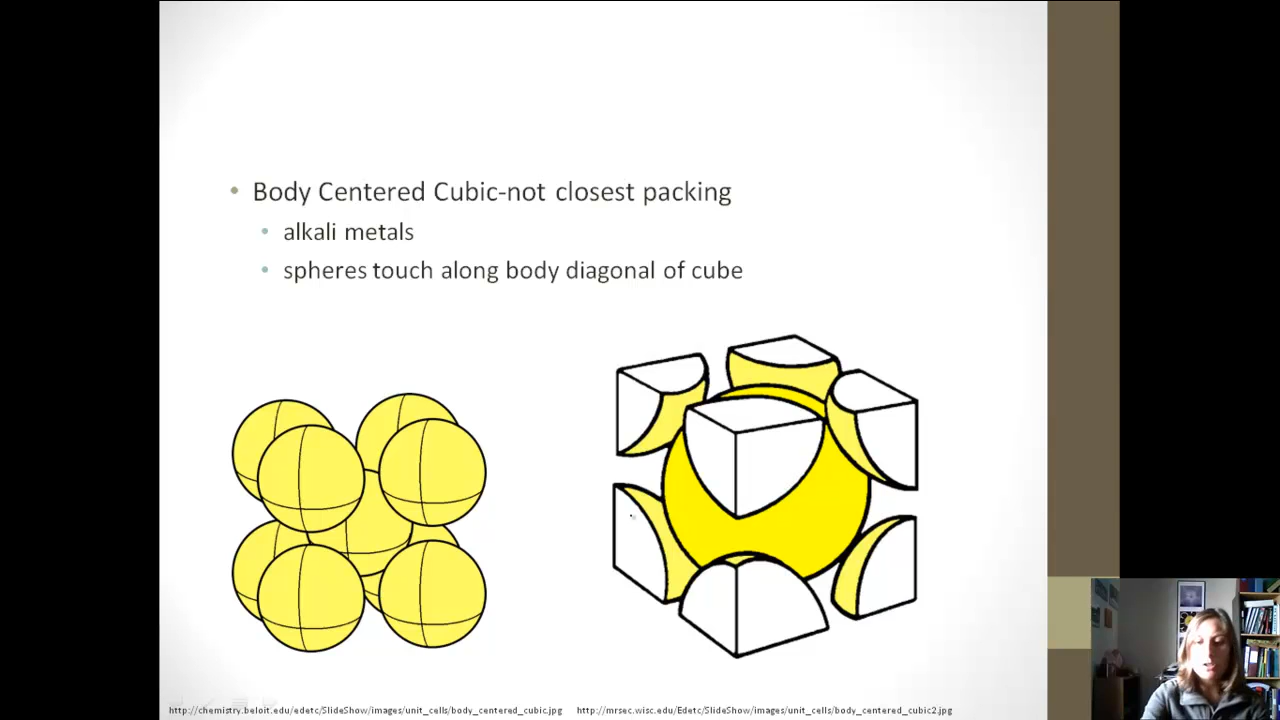 Body Centered Cubic-not closest packing
alkali metals
spheres touch along body diagonal of cube
http://chemistry.beloit.edu/edetc/SlideShow/images/unit_cells/body_centered_cubic.jpg
http://mrsec.wisc.edu/Edetc/SlideShow/images/unit_cells/body_centered_cubic2.jpg